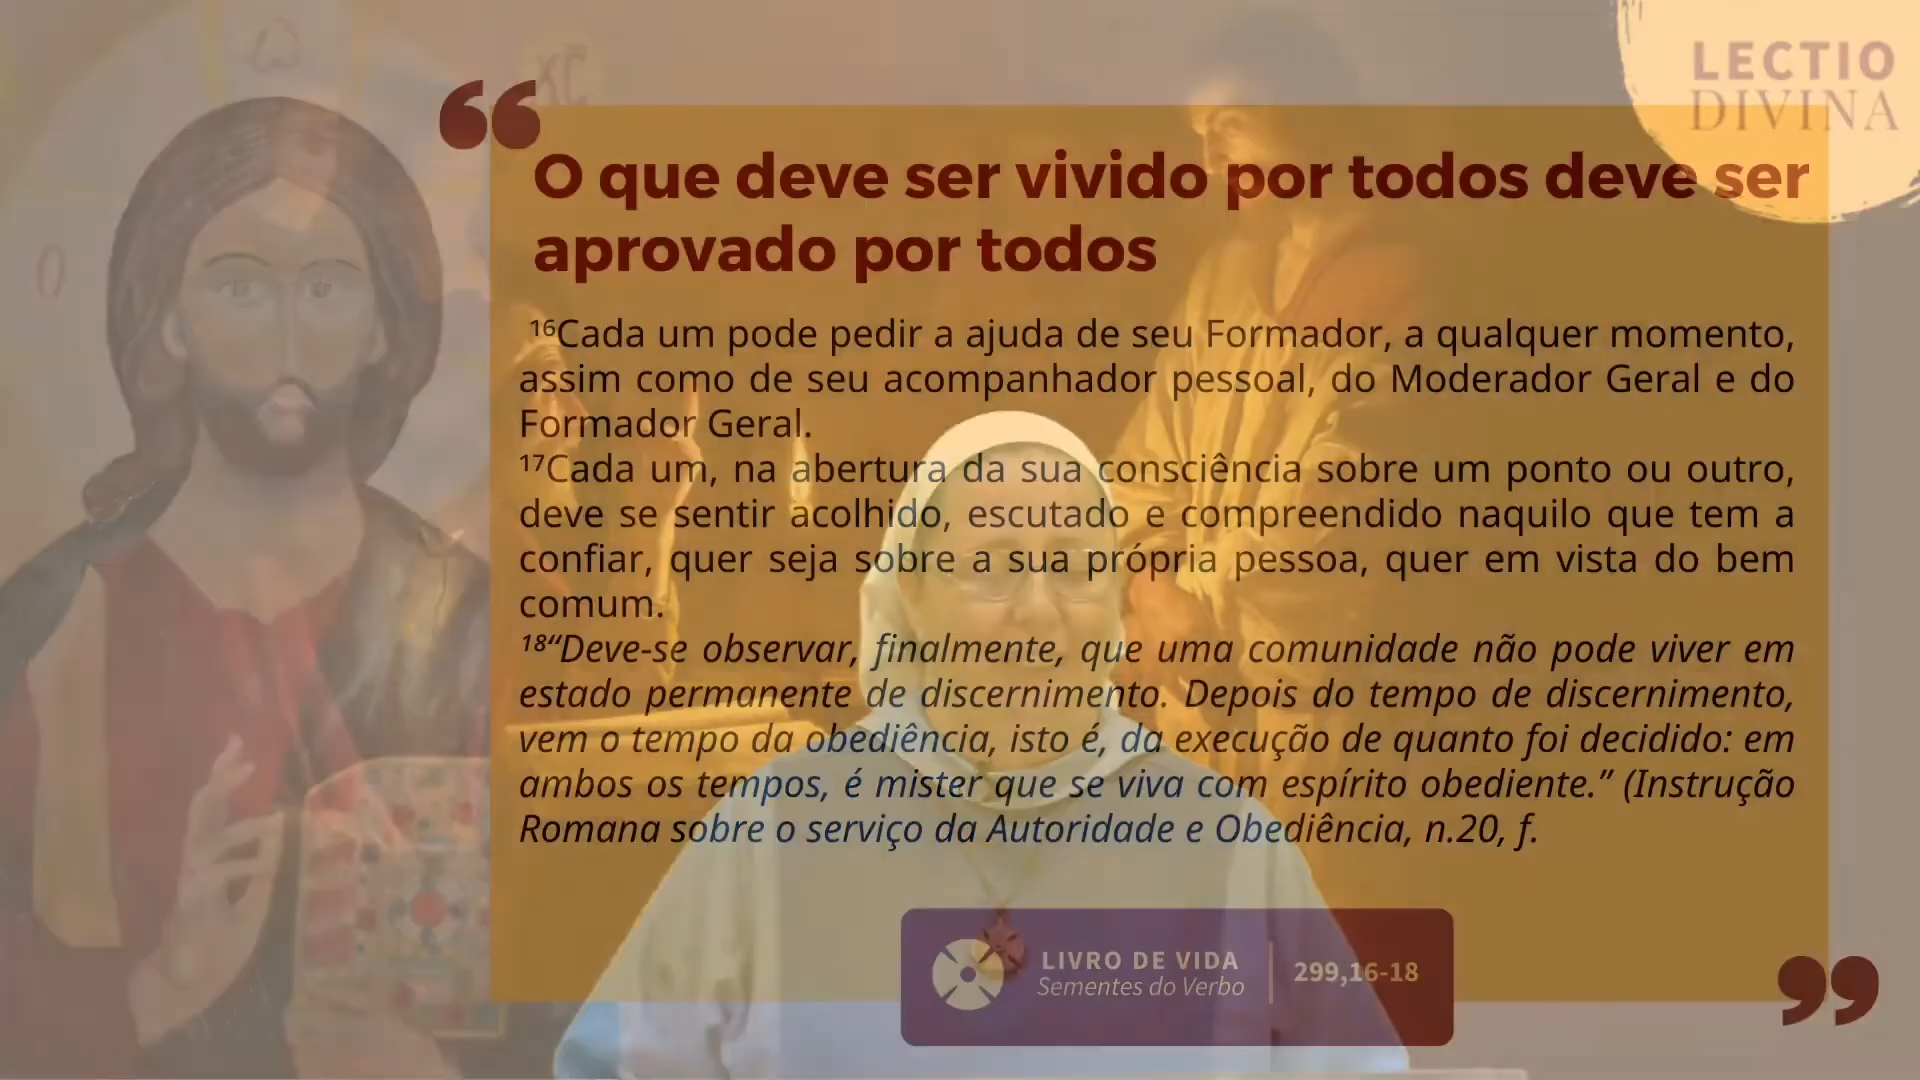 LECTIO
DIVINA
O que deve ser vivido por todos deve ser
aprovado por todos
¹⁶Cada um pode pedir a ajuda de seu Formador, a qualquer momento,
assim como de seu acompanhador pessoal, do Moderador Geral e do
Formador Geral.
¹⁷Cada um, na abertura da sua consciência sobre um ponto ou outro,
deve se sentir acolhido, escutado e compreendido naquilo que tem a
confiar, quer seja sobre a sua própria pessoa, quer em vista do bem
comum.
¹⁸“Deve-se observar, finalmente, que uma comunidade não pode viver em
estado permanente de discernimento. Depois do tempo de discernimento,
vem o tempo da obediência, isto é, da execução de quanto foi decidido: em
ambos os tempos, é mister que se viva com espírito obediente.” (Instrução
Romana sobre o serviço da Autoridade e Obediência, n.20, f.
LIVRO DE VIDA
Sementes do Verbo
299,16-18